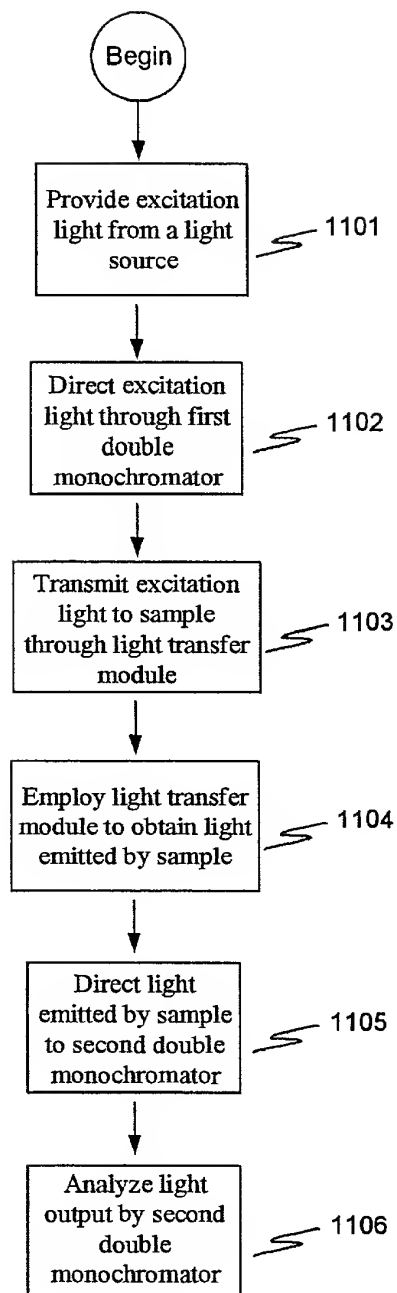 Begin
Provide excitation
light from a light
source
1101
Direct excitation
light through first
double
monochromator
1102
Transmit excitation
light to sample
through light transfer
module
1103
Employ light transfer
module to obtain light
emitted by sample
1104
Direct light
emitted by sample
to second double
monochromator
1105
Analyze light
output by second
double
monochromator
1106